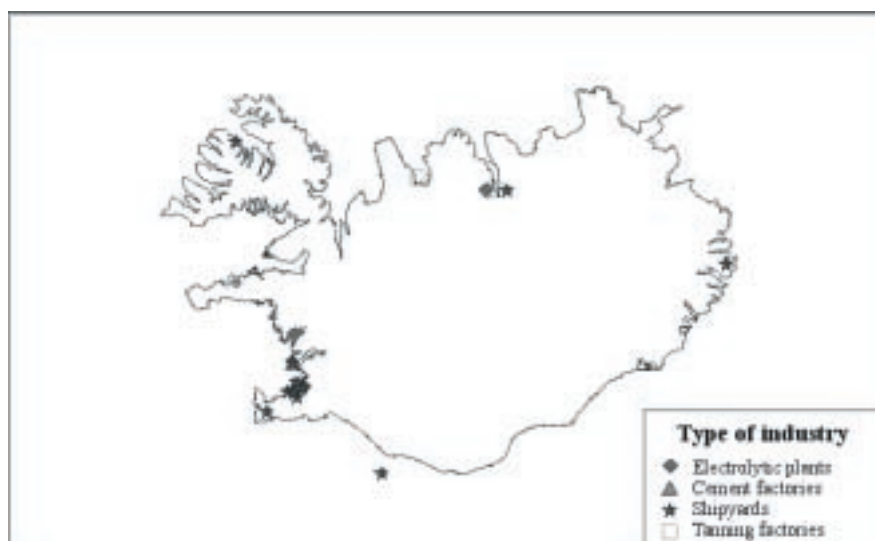 Type of industry
Electrolytic plants
Cement factories
Shipyards
Tanning factories